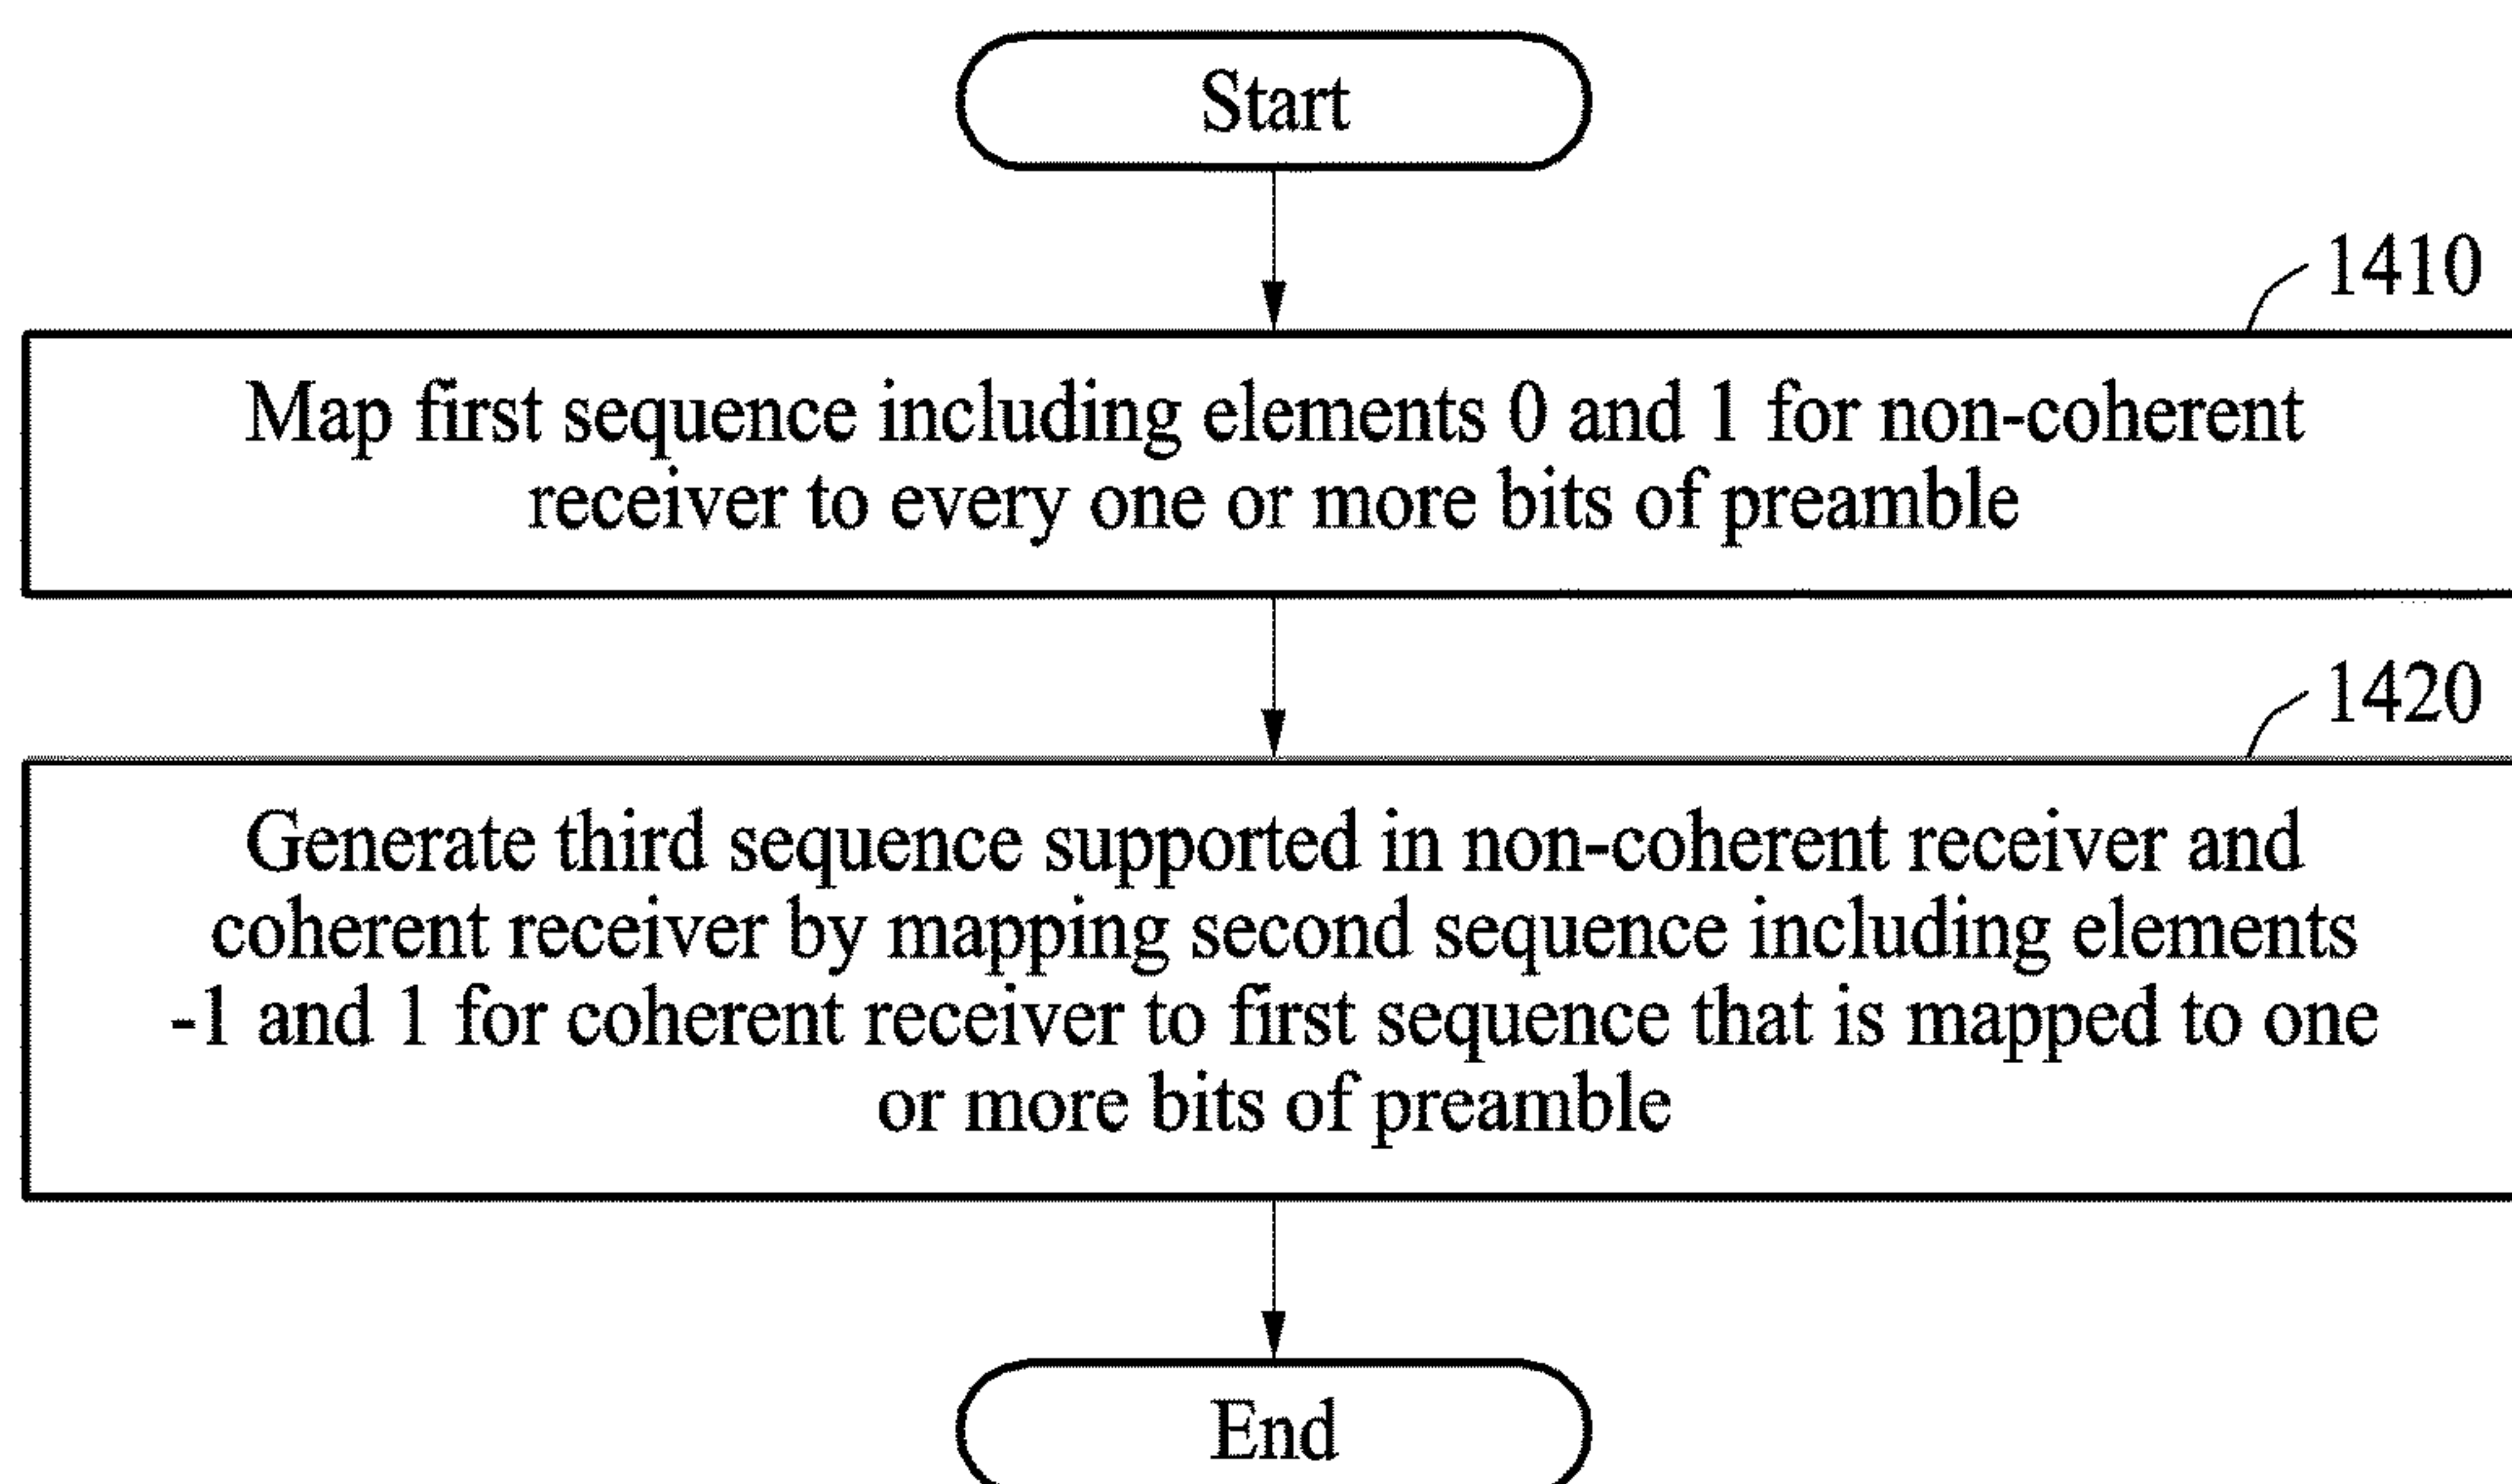 Start
1410
Map first sequence including elements 0 and 1 for non-coherent
receiver to every one or more bits of preamble
1420
Generate third sequence supported in non-coherent receiver and
coherent receiver by mapping second sequence including elements
-1 and 1 for coherent receiver to first sequence that is mapped to one
or more bits of preamble
End